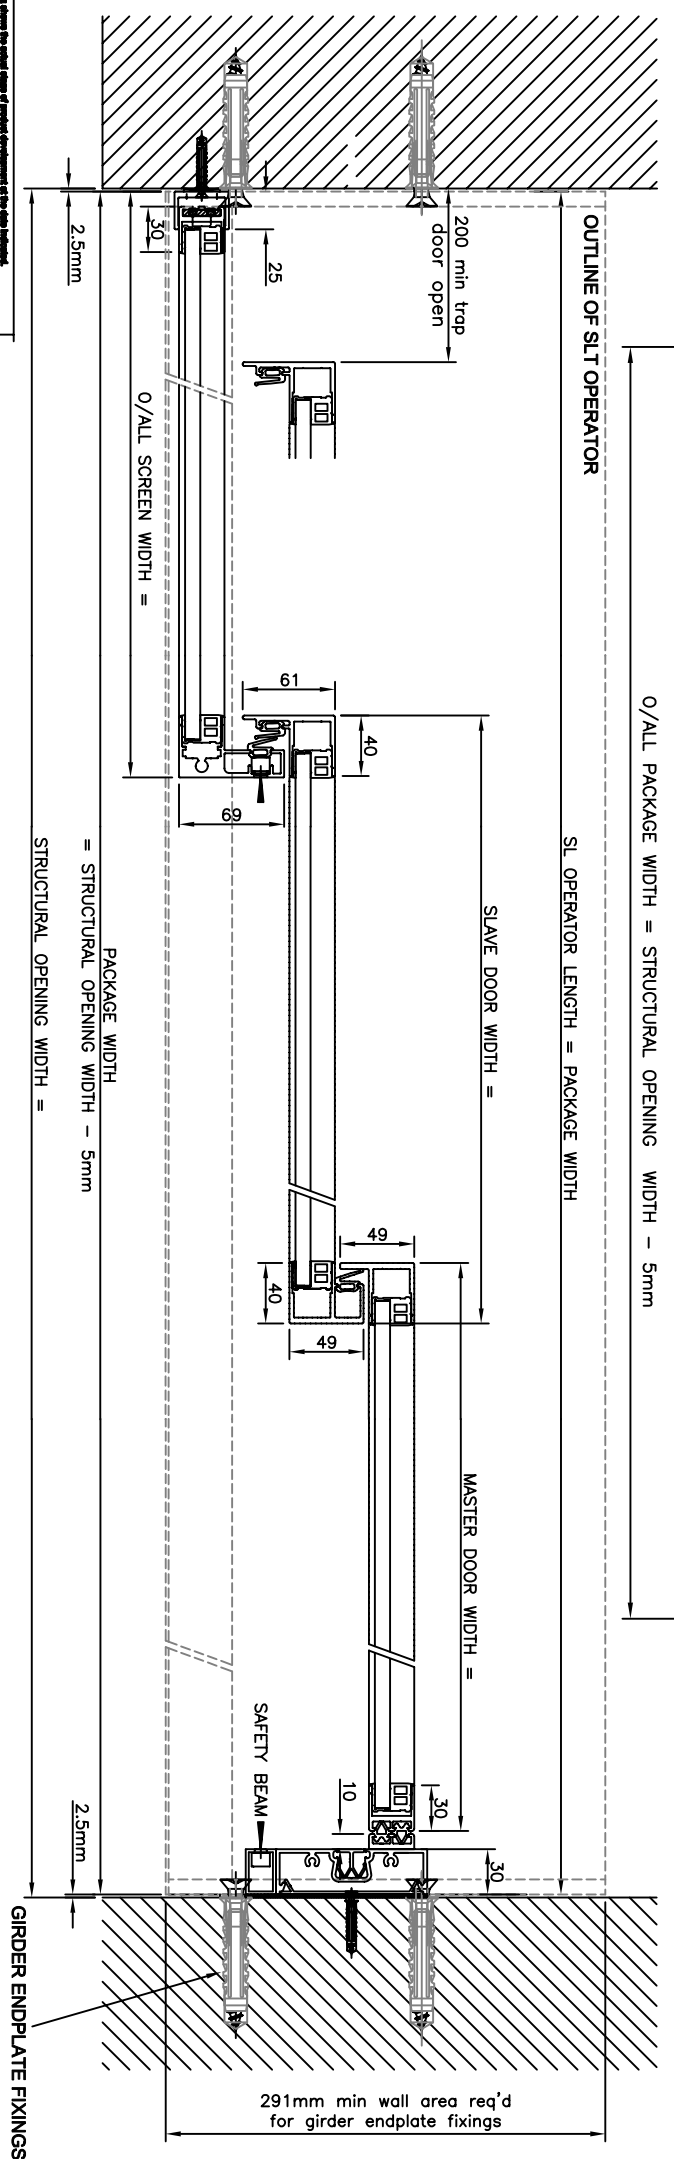 O/ALL PACKAGE WIDTH = STRUCTURAL OPENING WIDTH - 5mm
OUTLINE OF SLT OPERATOR
SL OPERATOR LENGTH = PACKAGE WIDTH
200 min trap
door open
SLAVE DOOR WIDTH =
MASTER DOOR WIDTH =
61
40
49
40
49
30
10
30
25
30
2.5mm
69
SAFETY BEAM
O/ALL SCREEN WIDTH =
PACKAGE WIDTH
= STRUCTURAL OPENING WIDTH - 5mm
2.5mm
STRUCTURAL OPENING WIDTH =
GIRDER ENDPLATE FIXINGS
291mm min wall area req'd
for girder endplate fixings